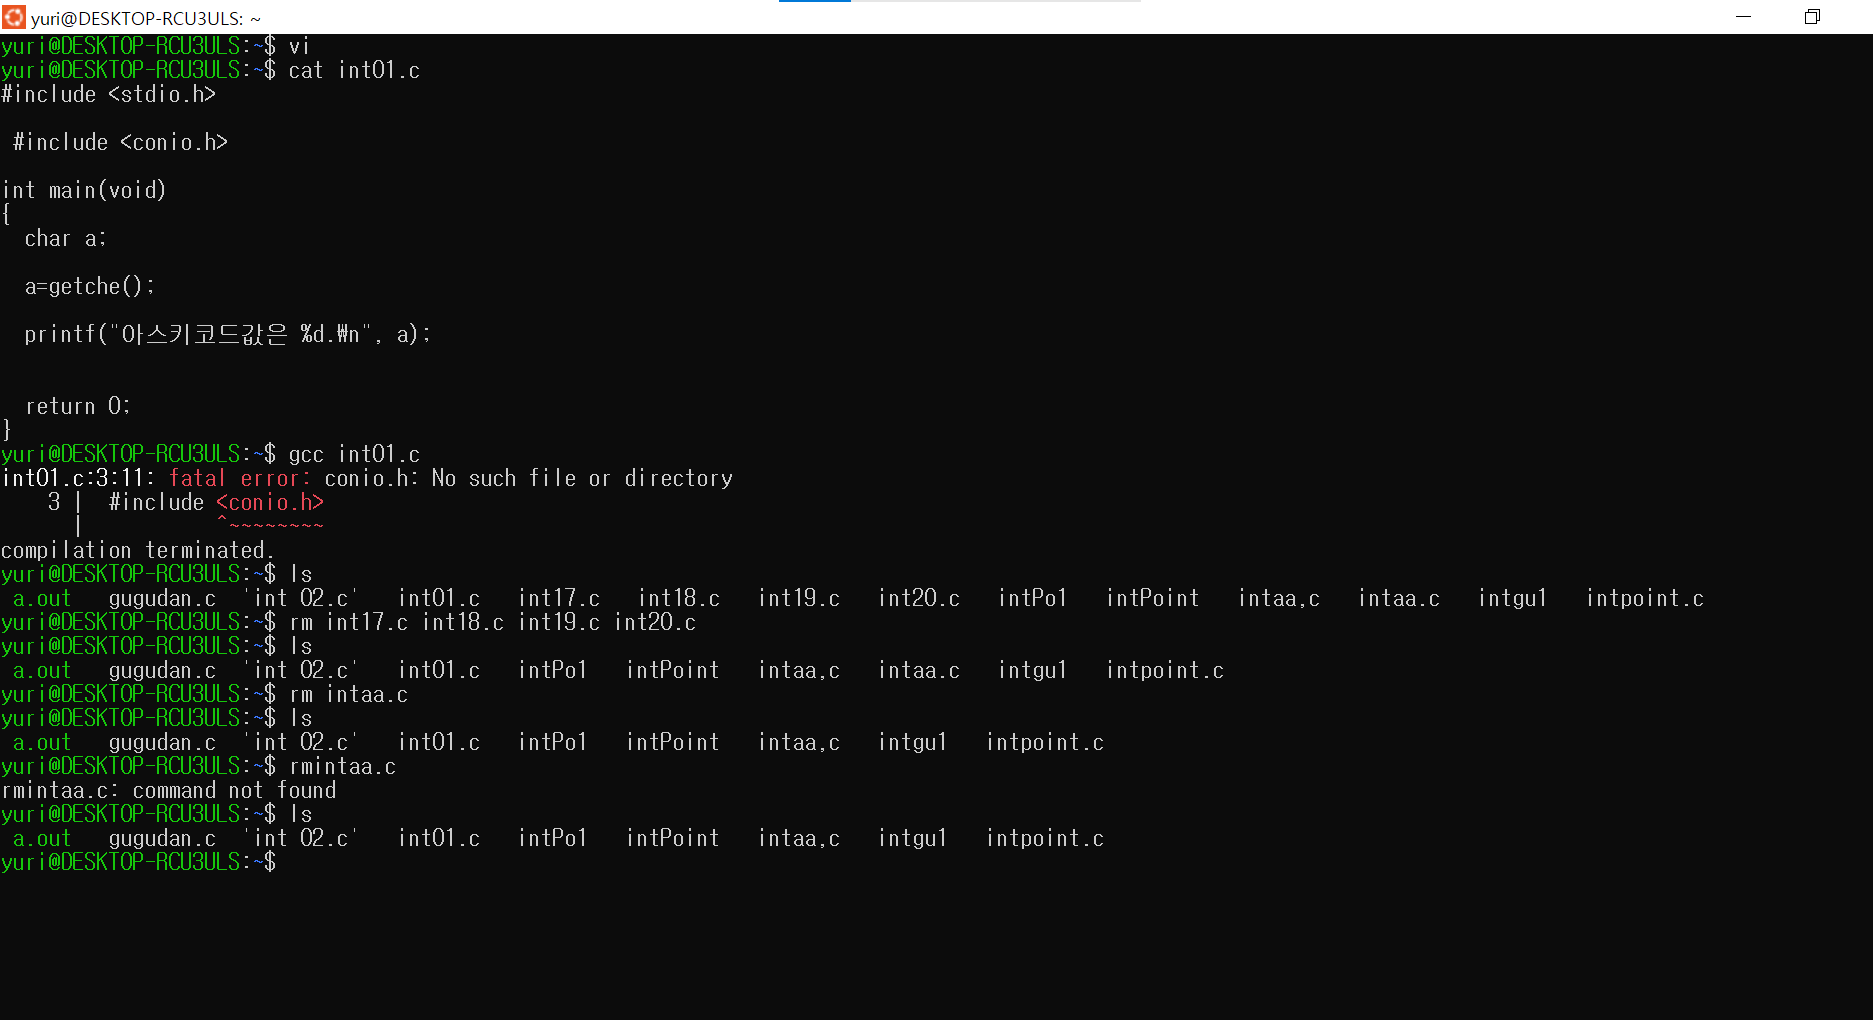 yuri@DESKTOP-RCU3ULS: ~
yuri@DESKTOP-RCU3ULS:~$ vi
yuri@DESKTOP-RCU3ULS:~$ cat int01.c
#include <stdio.h>
 #include <conio.h>
int main(void)
{
  char a;
  a=getche();
  printf("아스키코드값은 %d.₩n", a);
  return 0;
}
yuri@DESKTOP-RCU3ULS:~$ gcc int01.c
int01.c:3:11: fatal error: conio.h: No such file or directory
    3 |  #include <conio.h>
      |           ^~~~~~~~~
compilation terminated.
yuri@DESKTOP-RCU3ULS:~$ ls
 a.out   gugudan.c  'int 02.c'   int01.c   int17.c   int18.c   int19.c   int20.c   intPo1   intPoint   intaa,c   intaa.c   intgu1   intpoint.c
yuri@DESKTOP-RCU3ULS:~$ rm int17.c int18.c int19.c int20.c
yuri@DESKTOP-RCU3ULS:~$ ls
 a.out   gugudan.c  'int 02.c'   int01.c   intPo1   intPoint   intaa,c   intaa.c   intgu1   intpoint.c
yuri@DESKTOP-RCU3ULS:~$ rm intaa.c
yuri@DESKTOP-RCU3ULS:~$ ls
 a.out   gugudan.c  'int 02.c'   int01.c   intPo1   intPoint   intaa,c   intgu1   intpoint.c
yuri@DESKTOP-RCU3ULS:~$ rmintaa.c
rmintaa.c: command not found
yuri@DESKTOP-RCU3ULS:~$ ls
 a.out   gugudan.c  'int 02.c'   int01.c   intPo1   intPoint   intaa,c   intgu1   intpoint.c
yuri@DESKTOP-RCU3ULS:~$